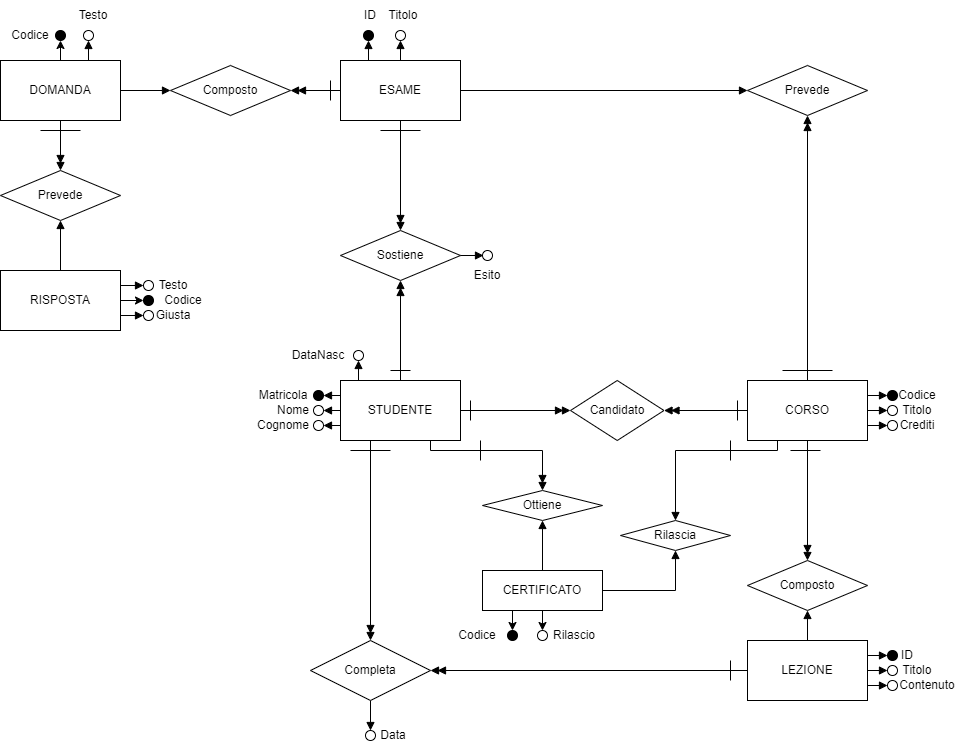 Testo
ID
Titolo
Codice
DOMANDA
Composto
ESAME
Prevede
Prevede
Sostiene
Esito
RISPOSTA
Testo
Codice
Giusta
DataNasc
Matricola
Nome
Cognome
STUDENTE
Candidato
CORSO
Codice
Titolo
Crediti
Ottiene
Rilascia
CERTIFICATO
Composto
Codice
Rilascio
Completa
LEZIONE
ID
Titolo
Contenuto
Data